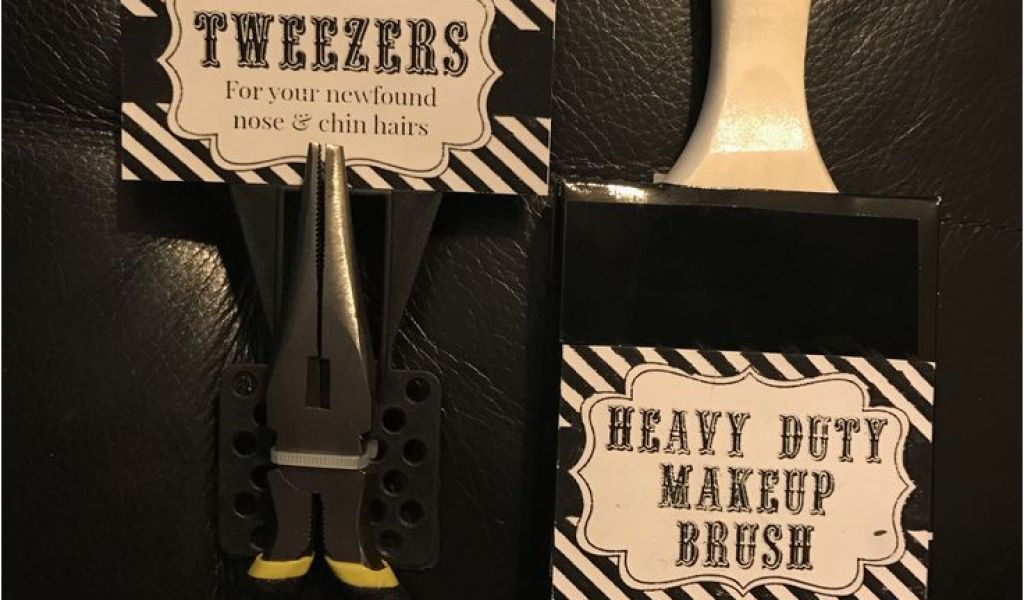 TWEEZERS
For your newfound
nose & chin hairs
HEAVY DUTY
MAKEUP
BRUSH